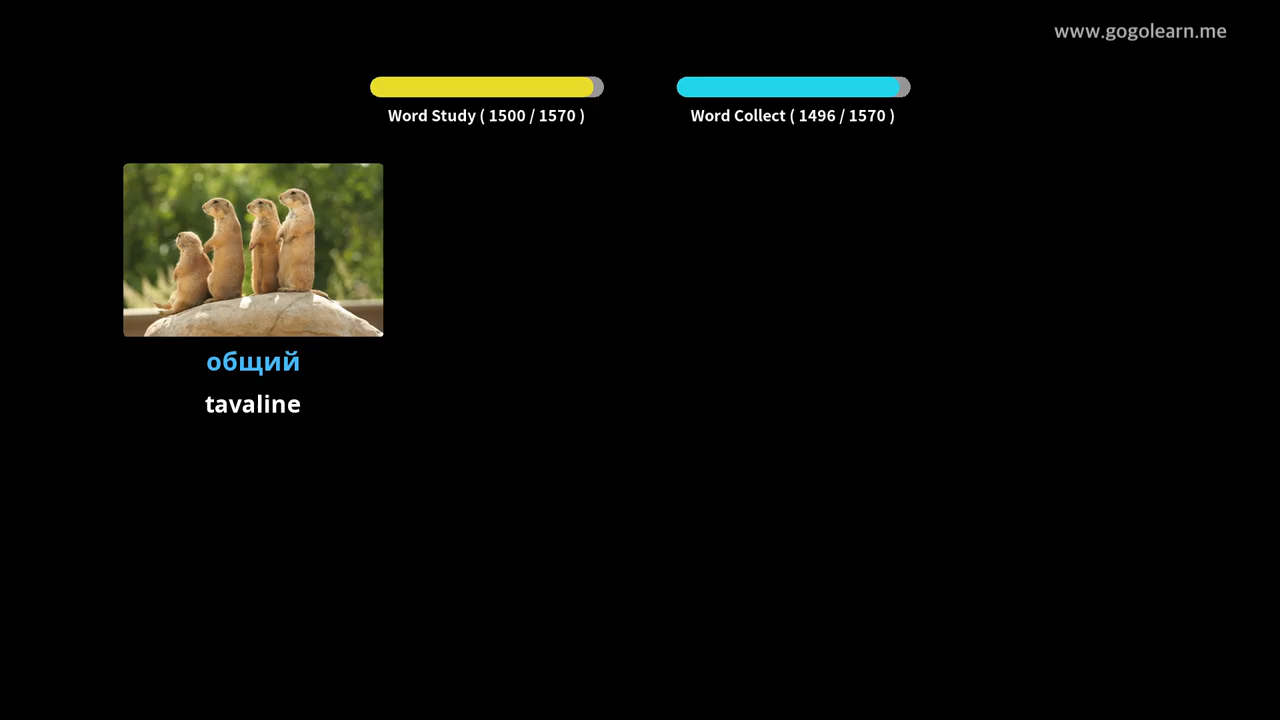 www.gogolearn.me
Word Study ( 1500 / 1570 )
Word Collect ( 1496 / 1570 )
общий
tavaline